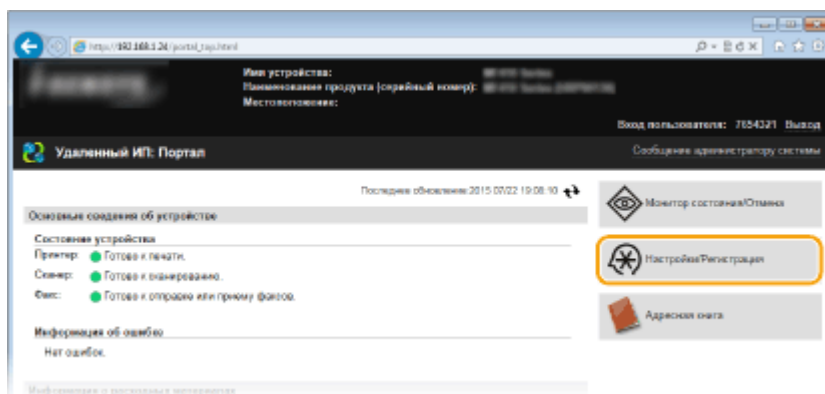 http://192.168.1.24/portal_top.html
Имя устройства:
Наименование продукта (серийный номер):
Местоположение:
Вход пользователя: 7654321 Выход
Удаленный ИП: Портал
Сообщение администратору системы
Последнее обновление:2015 07/22 19:08:10
Монитор состояния/Отмена
Основные сведения об устройстве
Состояние устройства
Принтер: Готово к печати.
Настройки/Регистрация
Сканер: Готово к сканированию.
Факс: Готово к отправке или приему факсов.
Адресная книга
Информация об ошибке
Нет ошибок.
Информация о расходных материалах